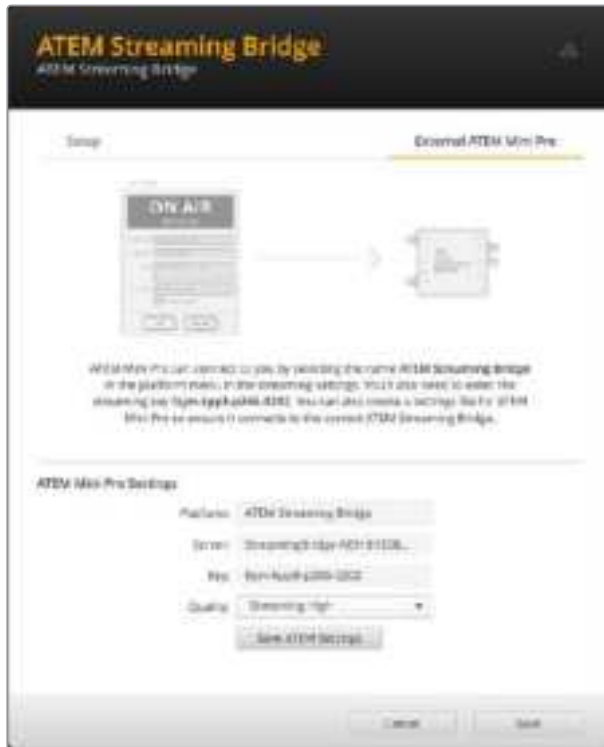 ATEM Streaming Bridge
ATEM Streaming Bridge
Setup
External ATEM Mini Pro
ON AIR
ATEM Mini Pro can connect to you by selecting the name ATEM Streaming Bridge
in the platform menu, in the streaming settings. You'll also need to enter the
streaming key. You can also create a settings file for ATEM
Mini Pro to ensure it connects to the correct ATEM Streaming Bridge.
ATEM Mini Pro Settings
Platform: ATEM Streaming Bridge
Server:
Key:
Quality: Streaming High
Save ATEM Settings
Cancel
Save